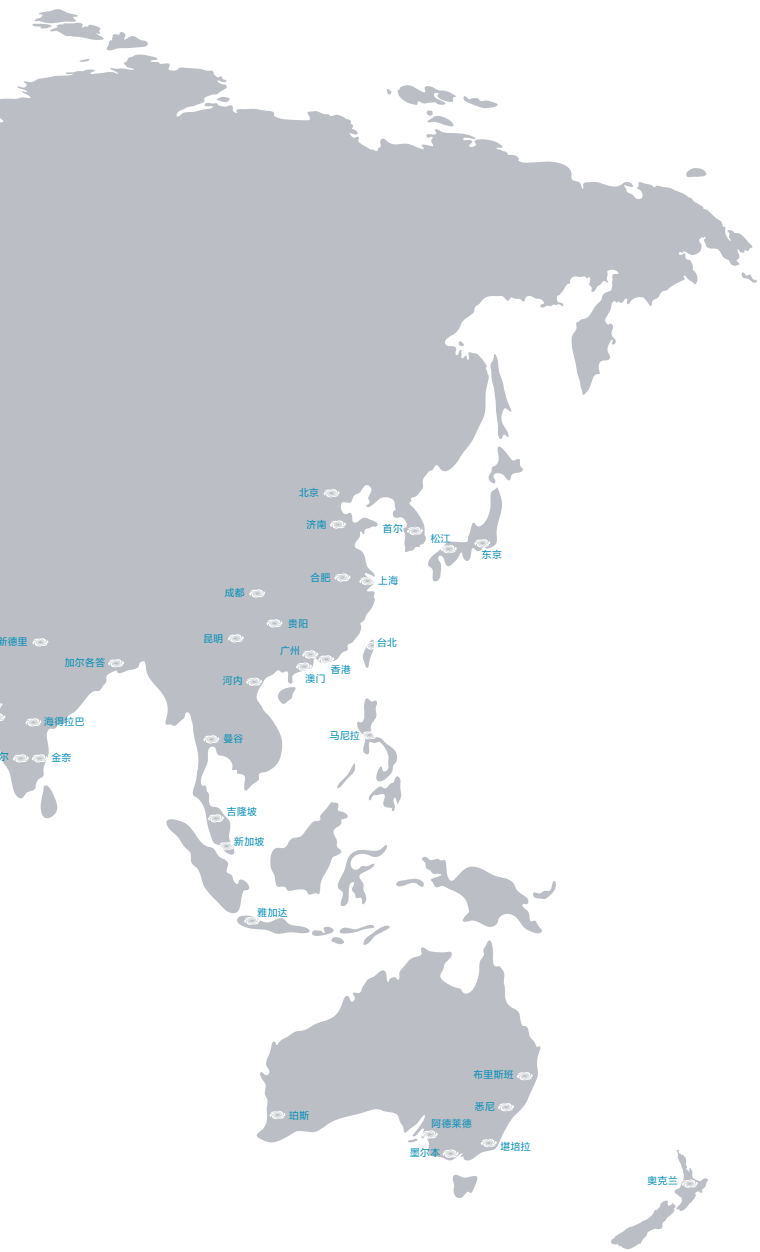 北京
济南
首尔
松江
东京
合肥
上海
成都
贵阳
昆明
新德里
台北
广州
加尔各答
香港
澳门
河内
海得拉巴
马尼拉
曼谷
尔
金奈
吉隆坡
新加坡
雅加达
布里斯班
悉尼
珀斯
阿德莱德
堪培拉
墨尔本
奥克兰